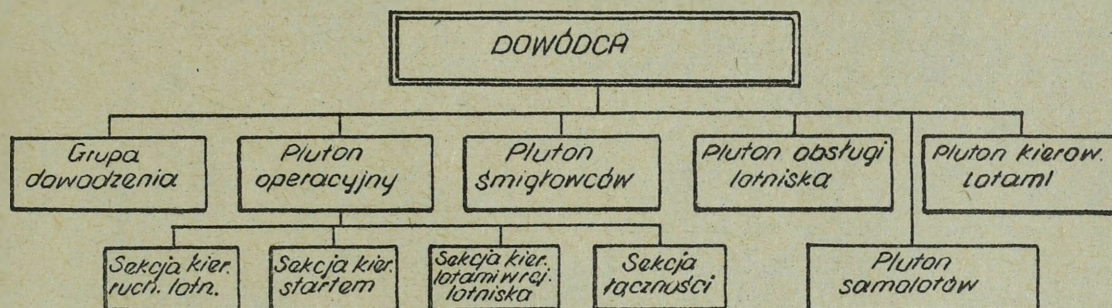 DOWÓDCA
Grupa
dowodzenia
Pluton
operacyjny
Pluton
śmigłowców
Pluton obsługi
lotniska
Pluton kierow.
lotami
Sekcja kier.
ruch. lotn.
Sekcja kier.
startem
Sekcja kier.
lotami w rej.
lotniska
Sekcja
łączności
Pluton
samolotów